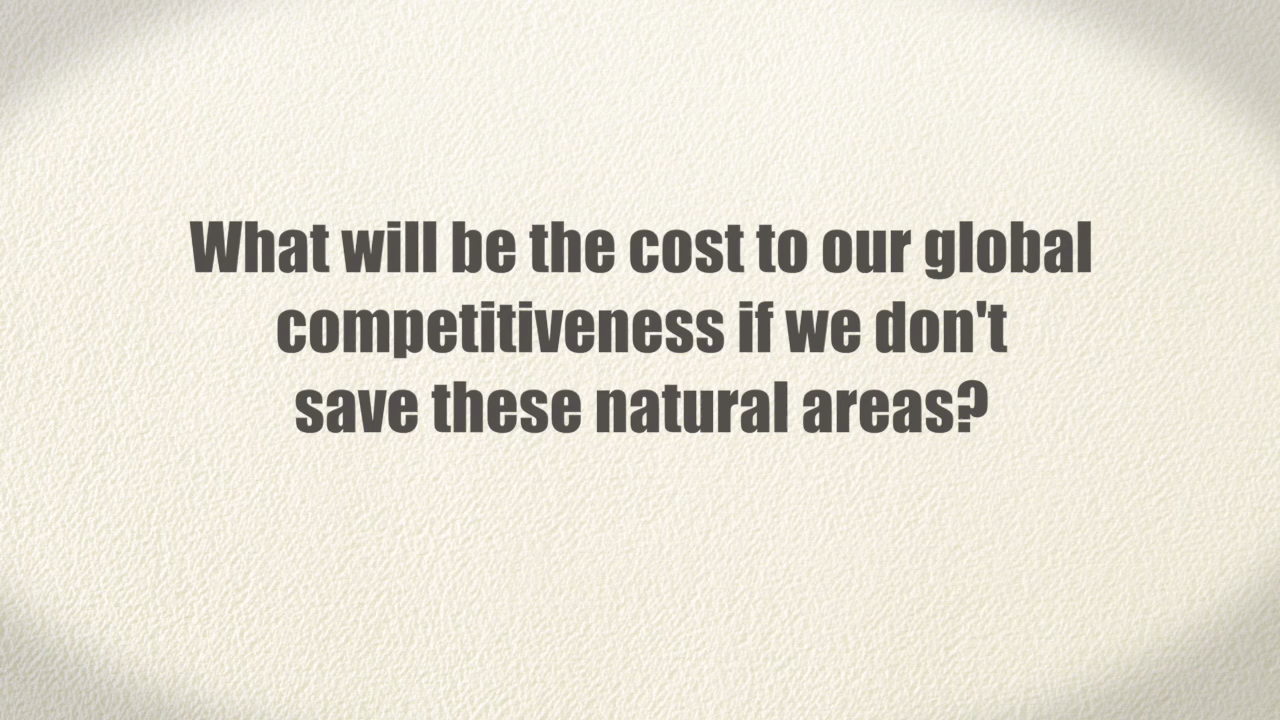 What will be the cost to our global
competitiveness if we don't
save these natural areas?